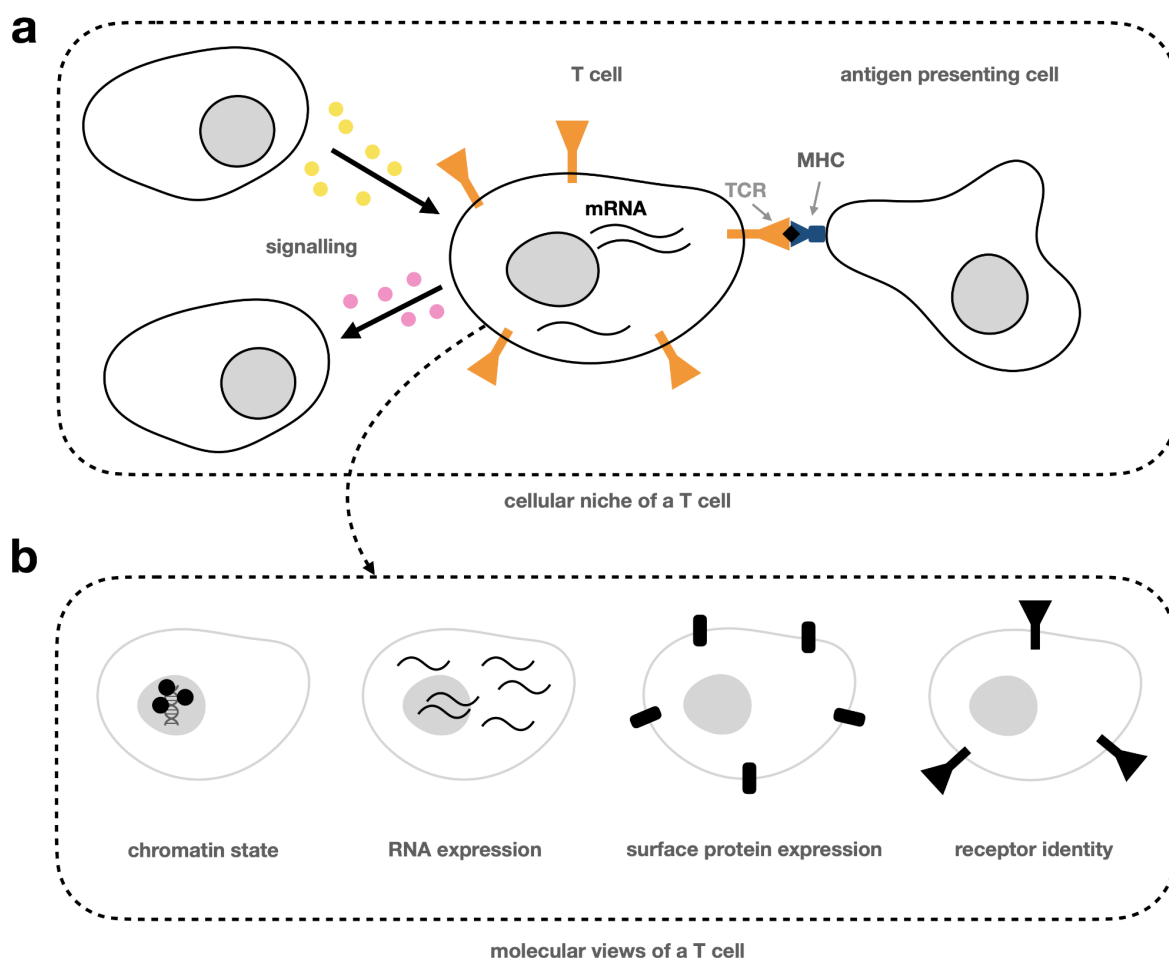 a
T cell
antigen presenting cell
MHC
TCR
mRNA
signalling
cellular niche of a T cell
b
chromatin state
RNA expression
surface protein expression
receptor identity
molecular views of a T cell